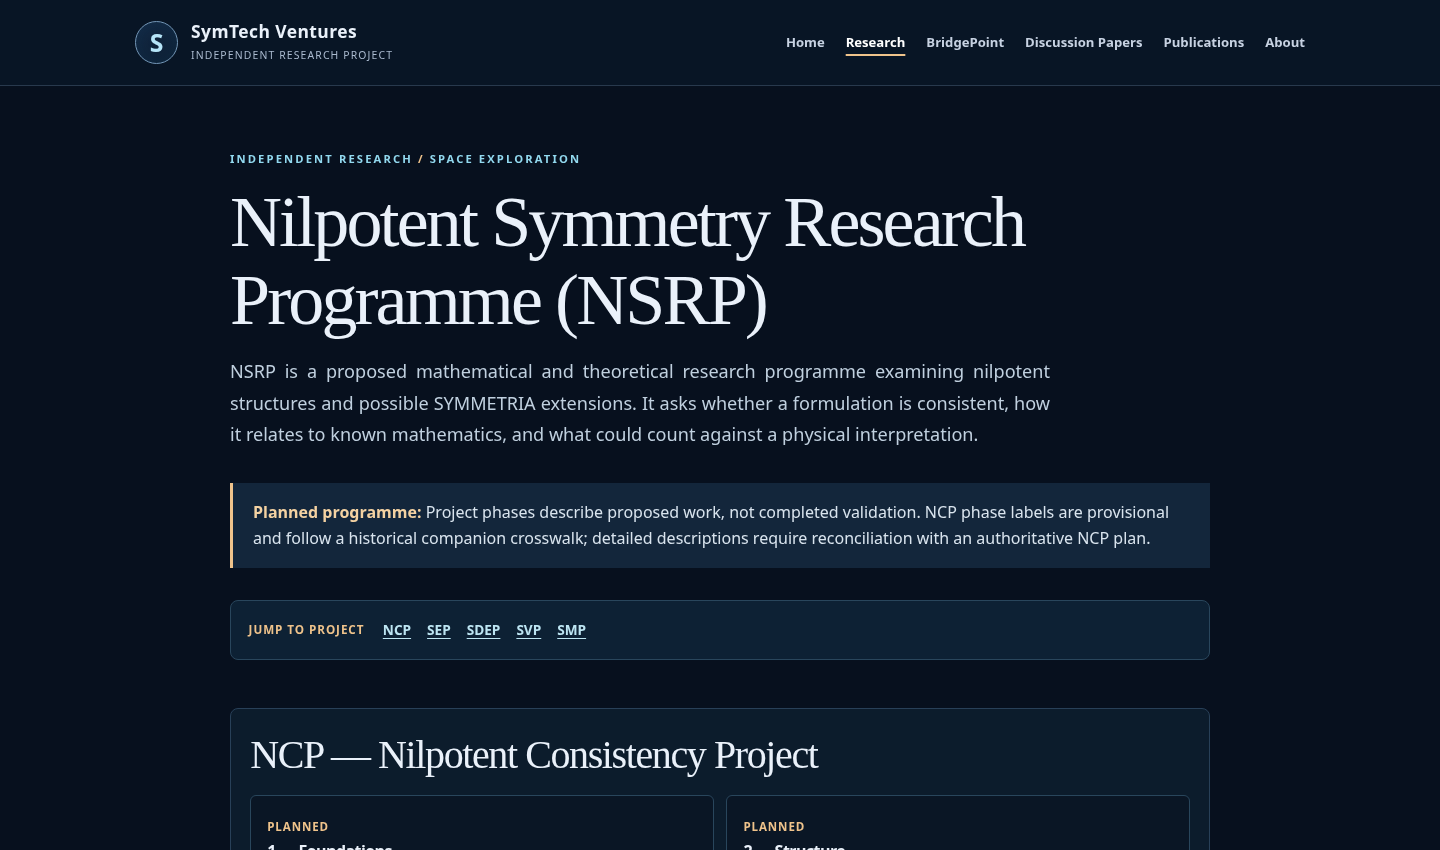 S
SymTech Ventures
INDEPENDENT RESEARCH PROJECT
Home Research BridgePoint Discussion Papers Publications About
INDEPENDENT RESEARCH / SPACE EXPLORATION
Nilpotent Symmetry Research
Programme (NSRP)
NSRP is a proposed mathematical and theoretical research programme examining nilpotent
structures and possible SYMMETRIA extensions. It asks whether a formulation is consistent, how
it relates to known mathematics, and what could count against a physical interpretation.
Planned programme: Project phases describe proposed work, not completed validation. NCP phase labels are provisional
and follow a historical companion crosswalk; detailed descriptions require reconciliation with an authoritative NCP plan.
JUMP TO PROJECT NCP SEP SDEP SVP SMP
NCP — Nilpotent Consistency Project
PLANNED PLANNED
1 — Foundations 2 — Structure